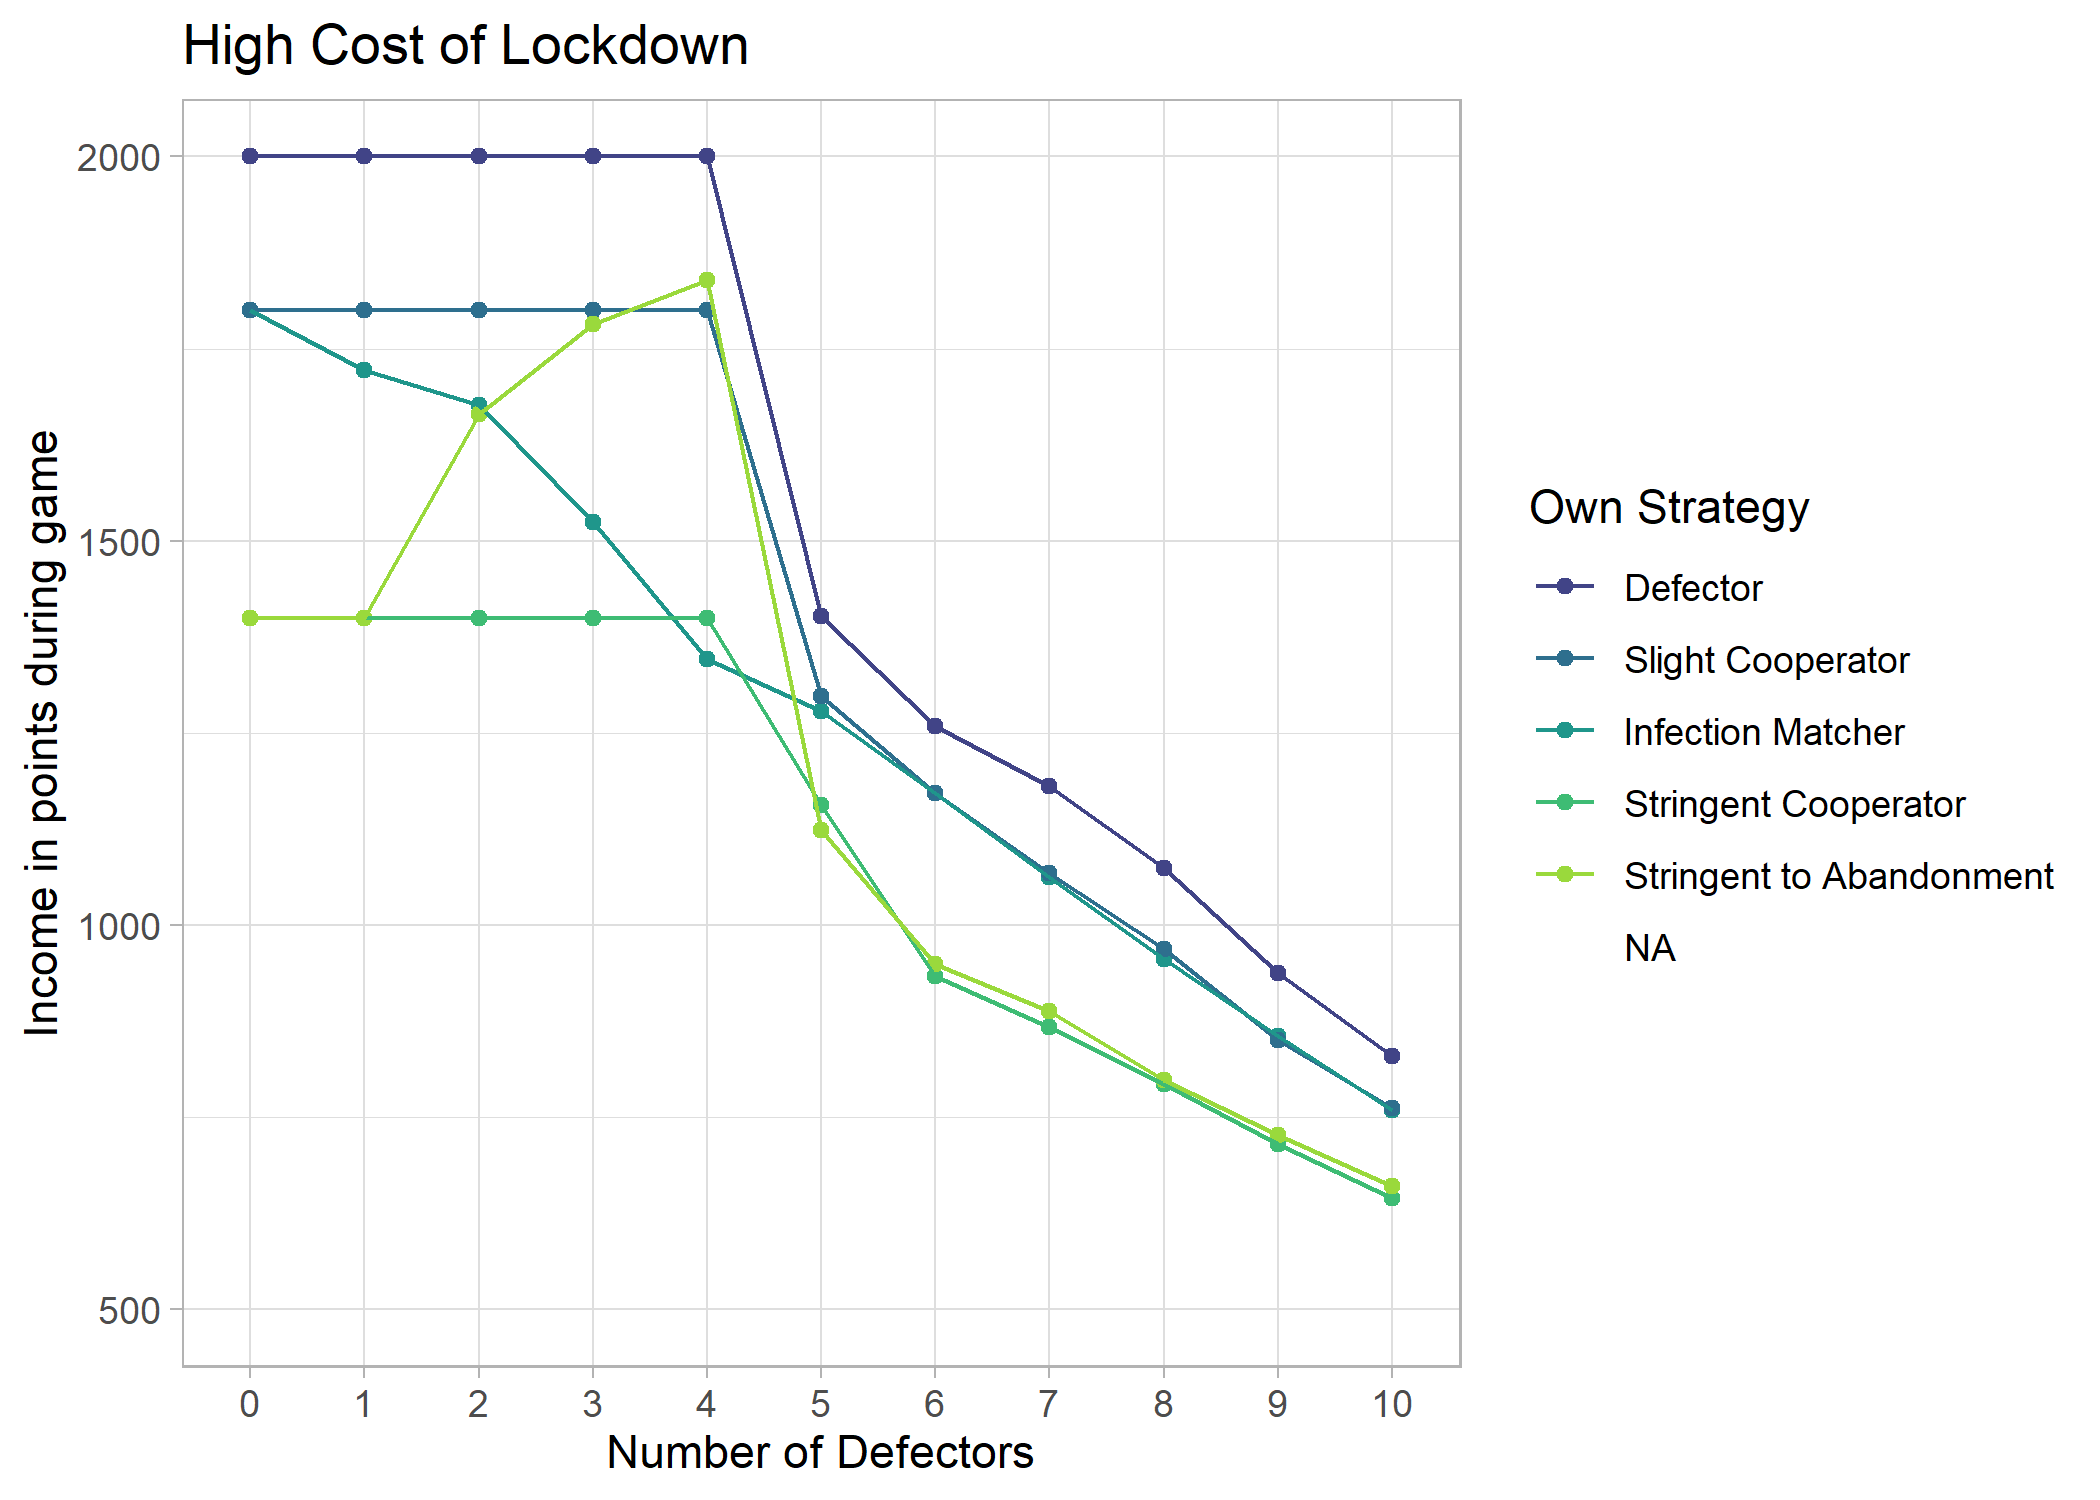 High Cost of Lockdown
Income in points during game
2000
1500
1000
500
0 1 2 3 4 5 6 7 8 9 10
Number of Defectors
Own Strategy
Defector
Slight Cooperator
Infection Matcher
Stringent Cooperator
Stringent to Abandonment
NA